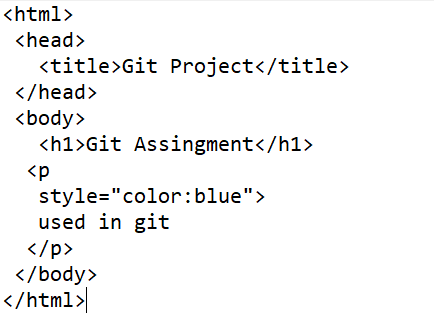 <html>
 <head>
   <title>Git Project</title>
 </head>
 <body>
   <h1>Git Assingment</h1>
  <p
   style="color:blue">
   used in git
  </p>
 </body>
</html>